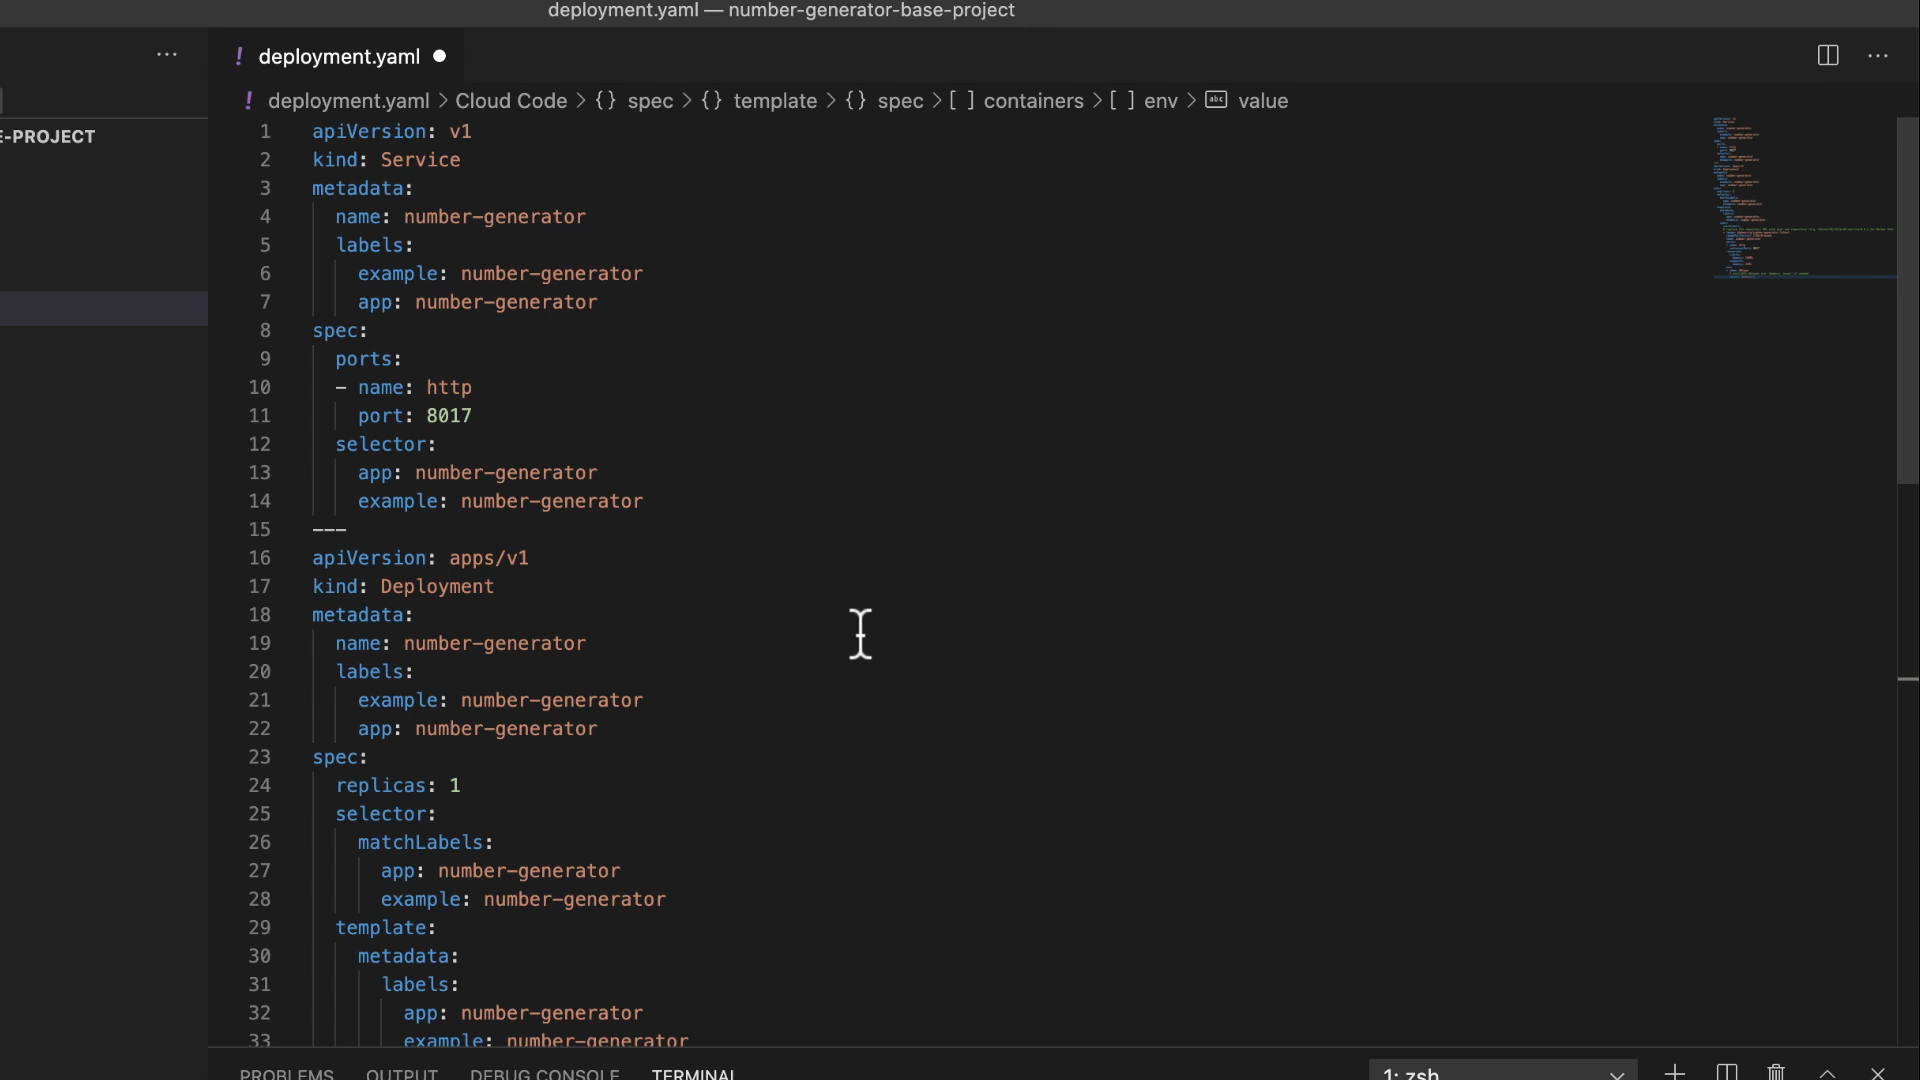 deployment.yaml — number-generator-base-project
··· ! deployment.yaml ● ···
! deployment.yaml > Cloud Code > {} spec > {} template > {} spec > [ ] containers > [ ] env > abc value
E-PROJECT
1 apiVersion: v1
2 kind: Service
3 metadata:
4 name: number-generator
5 labels:
6 example: number-generator
7 app: number-generator
8 spec:
9 ports:
10 - name: http
11 port: 8017
12 selector:
13 app: number-generator
14 example: number-generator
15 ---
16 apiVersion: apps/v1
17 kind: Deployment
18 metadata:
19 name: number-generator
20 labels:
21 example: number-generator
22 app: number-generator
23 spec:
24 replicas: 1
25 selector:
26 matchLabels:
27 app: number-generator
28 example: number-generator
29 template:
30 metadata:
31 labels:
32 app: number-generator
33 example: number-generator
PROBLEMS OUTPUT DEBUG CONSOLE TERMINAL 1: zsh